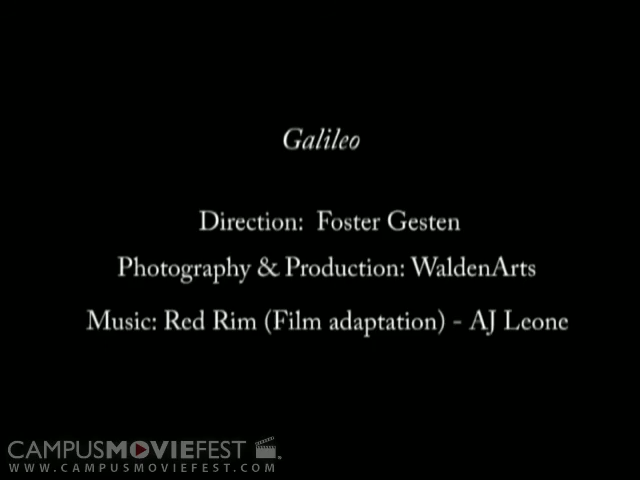 Galileo
Direction:  Foster Gesten
Photography & Production: WaldenArts
Music: Red Rim (Film adaptation) - AJ Leone
CAMPUSMOVIEFEST
WWW.CAMPUSMOVIEFEST.COM